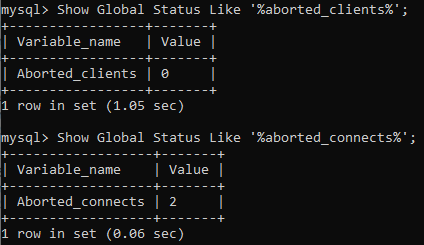 mysql> Show Global Status Like '%aborted_clients%';
+-----------------+-------+
| Variable_name   | Value |
+-----------------+-------+
| Aborted_clients | 0     |
+-----------------+-------+
1 row in set (1.05 sec)

mysql> Show Global Status Like '%aborted_connects%';
+------------------+-------+
| Variable_name    | Value |
+------------------+-------+
| Aborted_connects | 2     |
+------------------+-------+
1 row in set (0.06 sec)